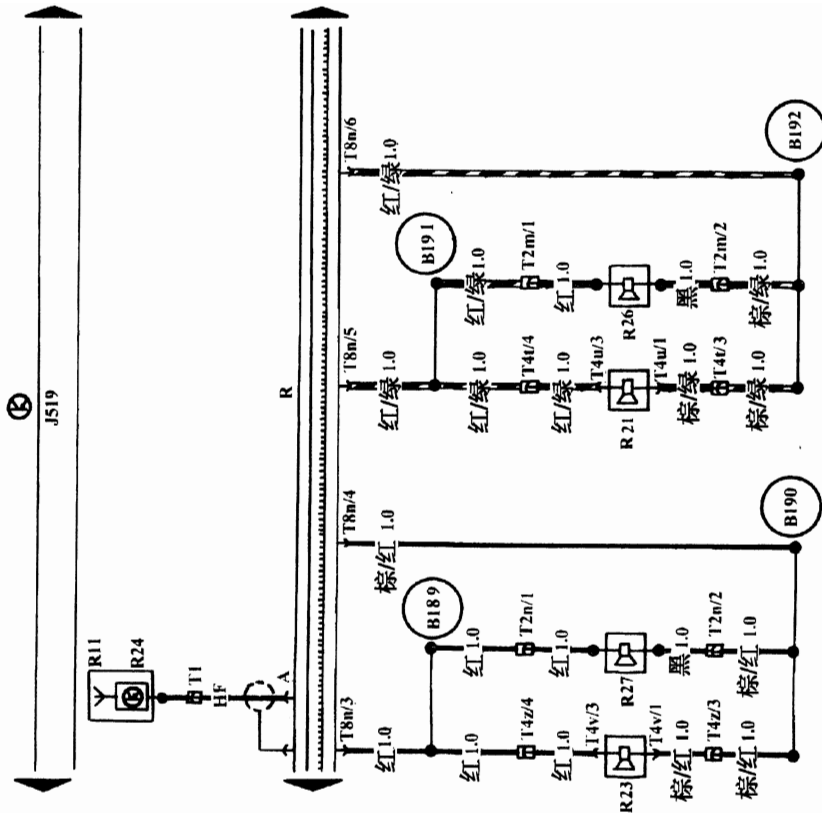 J519
R11
R24
T1
HF
A
R
T8n/3
红1.0
B189
红 1.0
T4z/4
红 1.0
T4v/3
R23
T4v/1
棕/红 1.0
T4z/3
棕/红 1.0
红 1.0
T2n/1
红 1.0
R27
黑 1.0
T2n/2
棕/红 1.0
T8n/4
棕/红 1.0
B190
T8n/5
红/绿 1.0
B191
红/绿 1.0
T4t/4
红/绿 1.0
T4u/3
R21
T4u/1
棕/绿 1.0
T4t/3
棕/绿 1.0
红/绿 1.0
T2m/1
红 1.0
R26
黑 1.0
T2m/2
棕/绿 1.0
T8n/6
红/绿1.0
B192